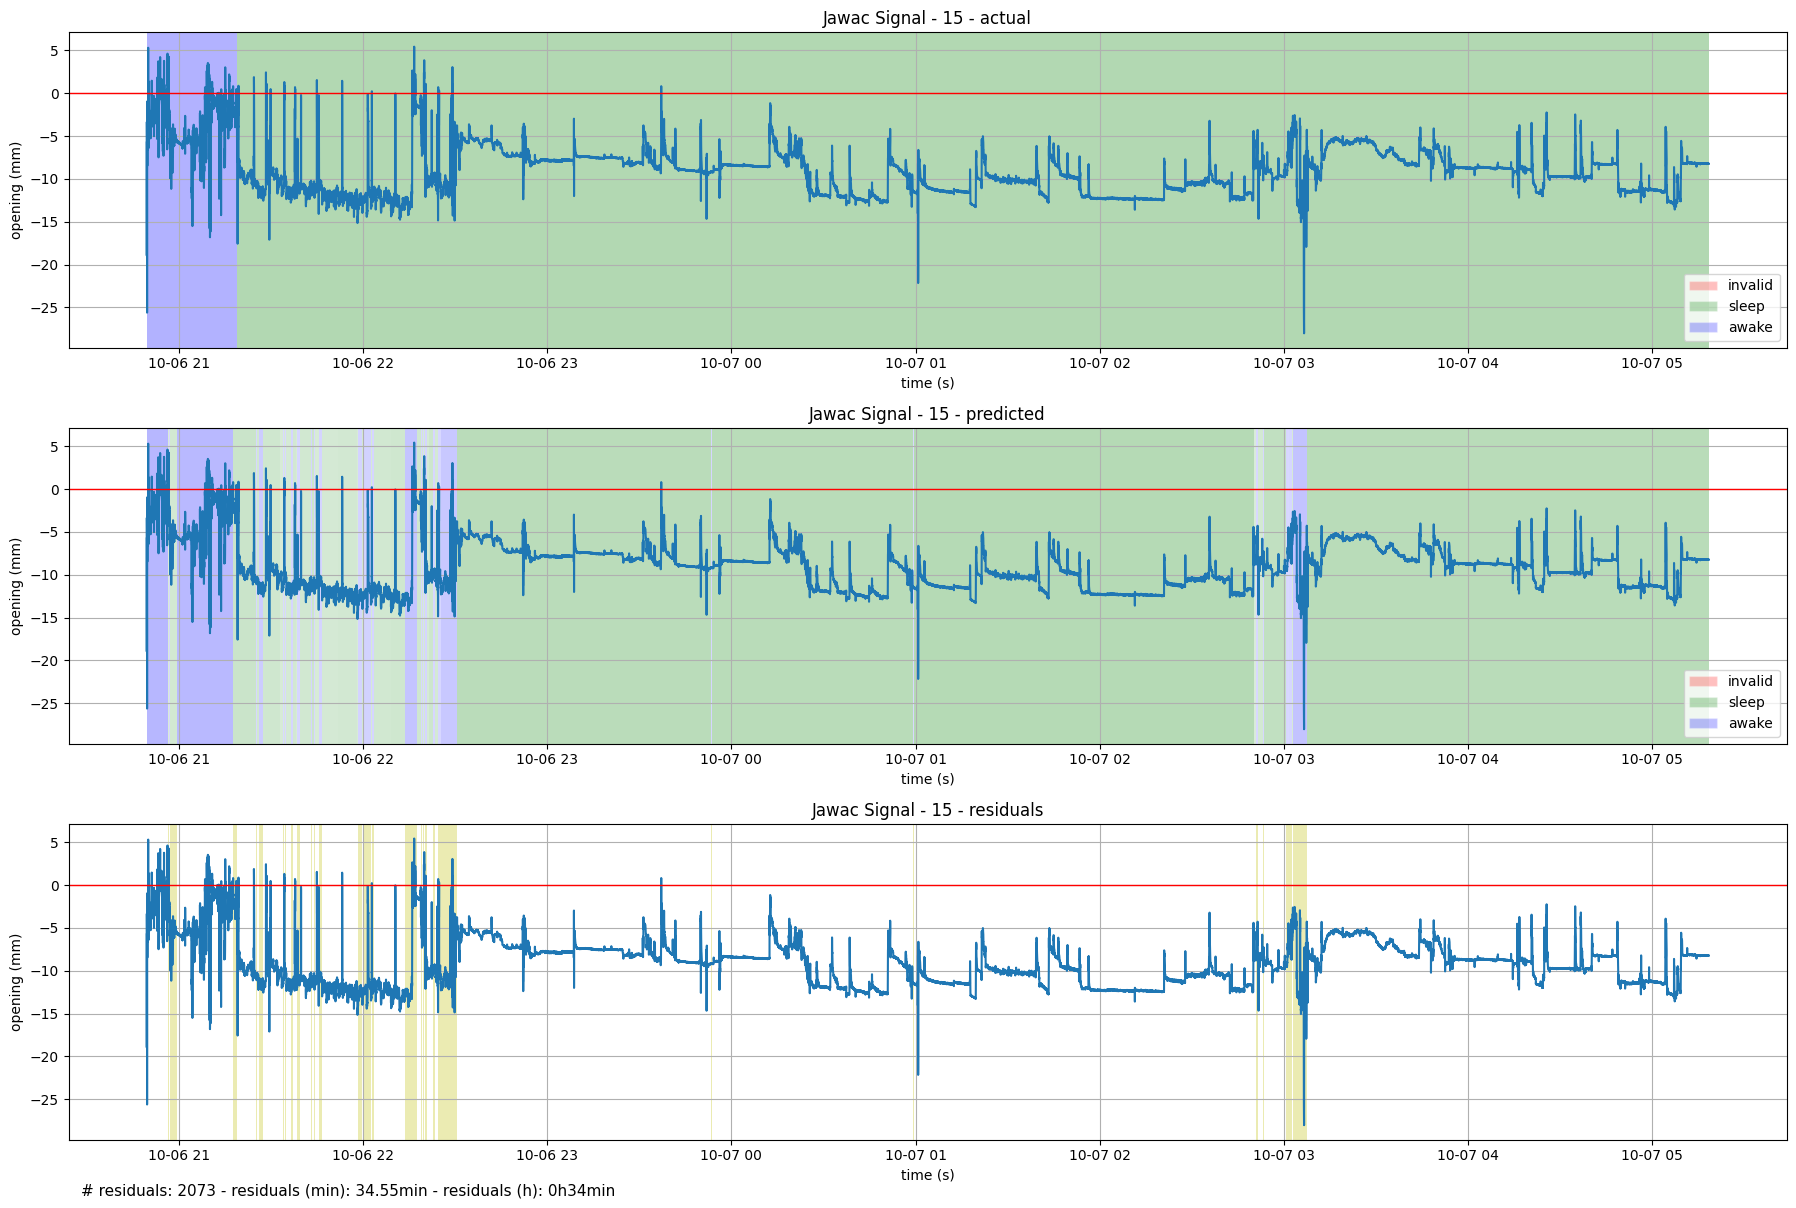 Jawac Signal - 15 - actual
opening (mm)
5
0
−5
−10
−15
−20
−25
invalid
sleep
awake
10-06 21 10-06 22 10-06 23 10-07 00 10-07 01 10-07 02 10-07 03 10-07 04 10-07 05
time (s)
Jawac Signal - 15 - predicted
opening (mm)
5
0
−5
−10
−15
−20
−25
invalid
sleep
awake
10-06 21 10-06 22 10-06 23 10-07 00 10-07 01 10-07 02 10-07 03 10-07 04 10-07 05
time (s)
Jawac Signal - 15 - residuals
opening (mm)
5
0
−5
−10
−15
−20
−25
10-06 21 10-06 22 10-06 23 10-07 00 10-07 01 10-07 02 10-07 03 10-07 04 10-07 05
time (s)
# residuals: 2073 - residuals (min): 34.55min - residuals (h): 0h34min